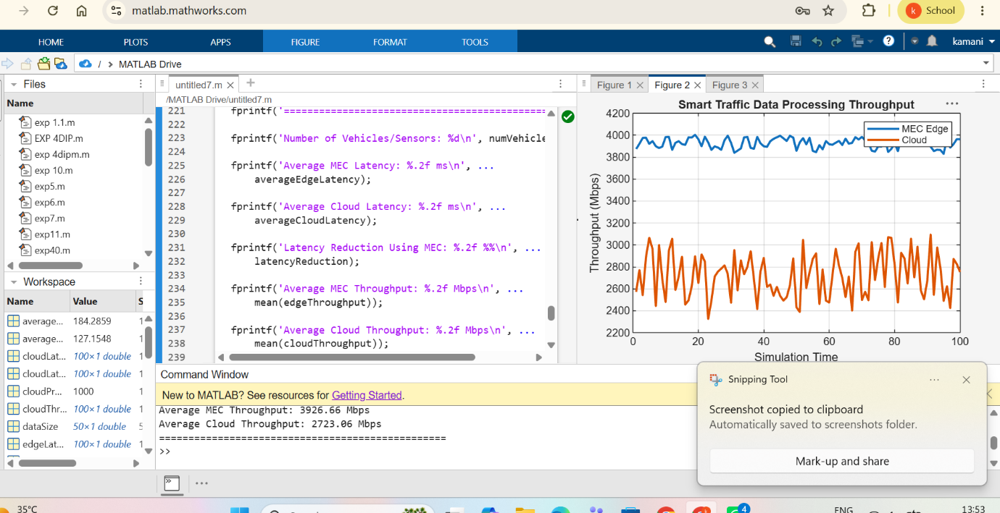 matlab.mathworks.com
k School
HOME PLOTS APPS FIGURE FORMAT TOOLS
kamani
/ > MATLAB Drive
Files
Name
exp 1.1.m
EXP 4DIP.m
exp 4dipm.m
exp 10.m
exp5.m
exp6.m
exp7.m
exp11.m
exp40.m
Workspace
Name Value S
average... 184.2859 1
average... 127.1548 1
cloudLat... 100×1 double 1
cloudLat... 100×1 double 1
cloudPr... 1000 1
cloudThr... 100×1 double 1
dataSize 50×1 double 5
edgeLat... 100×1 double 1
untitled7.m
/MATLAB Drive/untitled7.m
221 fprintf('=============================================
222
223 fprintf('Number of Vehicles/Sensors: %d\n', numVehicle
224
225 fprintf('Average MEC Latency: %.2f ms\n', ...
226 averageEdgeLatency);
227
228 fprintf('Average Cloud Latency: %.2f ms\n', ...
229 averageCloudLatency);
230
231 fprintf('Latency Reduction Using MEC: %.2f %%\n', ...
232 latencyReduction);
233
234 fprintf('Average MEC Throughput: %.2f Mbps\n', ...
235 mean(edgeThroughput));
236
237 fprintf('Average Cloud Throughput: %.2f Mbps\n', ...
238 mean(cloudThroughput));
239
Figure 1 Figure 2 Figure 3
Smart Traffic Data Processing Throughput
MEC Edge
Cloud
Throughput (Mbps)
4200
4000
3800
3600
3400
3200
3000
2800
2600
2400
2200
0 20 40 60 80 100
Simulation Time
Command Window
New to MATLAB? See resources for Getting Started.
Average MEC Throughput: 3926.66 Mbps
Average Cloud Throughput: 2723.06 Mbps
=================================================
>>
Snipping Tool
Screenshot copied to clipboard
Automatically saved to screenshots folder.
Mark-up and share
35°C
4
ENG
13:53